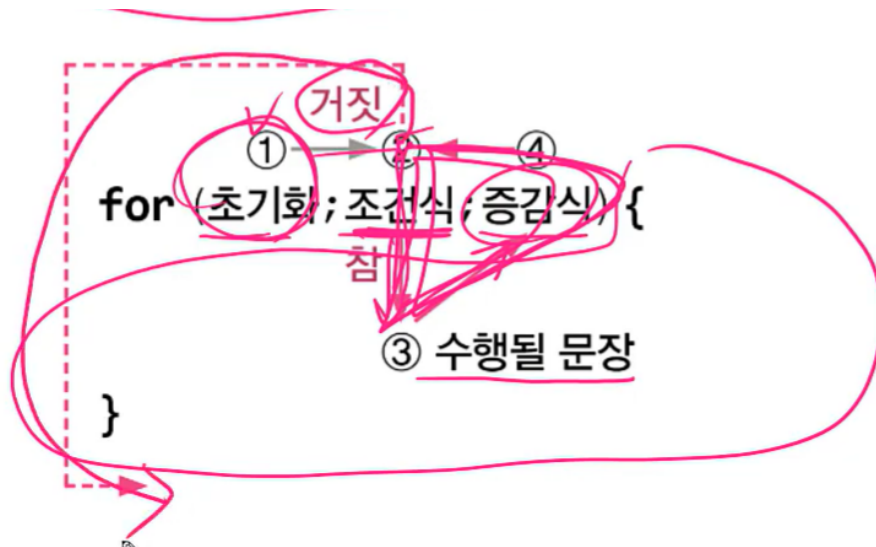 거짓
① ② ④
for (초기화;조건식;증감식) {
참
③ 수행될 문장
}